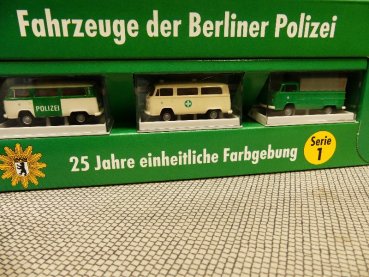 Fahrzeuge der Berliner Polizei
POLIZEI
25 Jahre einheitliche Farbgebung
Serie
1